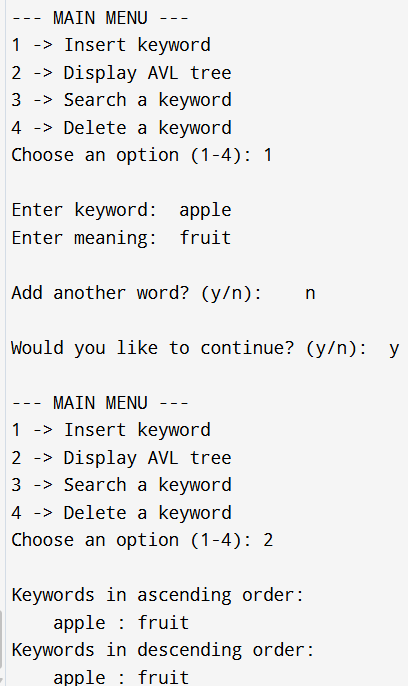 --- MAIN MENU ---
1 -> Insert keyword
2 -> Display AVL tree
3 -> Search a keyword
4 -> Delete a keyword
Choose an option (1-4): 1
Enter keyword:  apple
Enter meaning:  fruit
Add another word? (y/n):    n
Would you like to continue? (y/n):  y
--- MAIN MENU ---
1 -> Insert keyword
2 -> Display AVL tree
3 -> Search a keyword
4 -> Delete a keyword
Choose an option (1-4): 2
Keywords in ascending order:
    apple : fruit
Keywords in descending order:
    apple : fruit